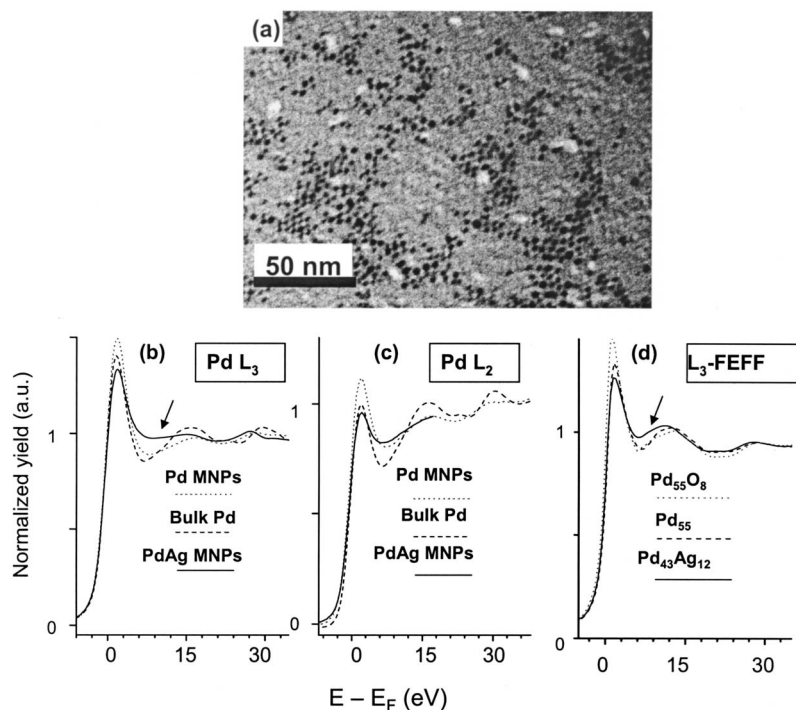 (a)
50 nm
(b)
Pd L₃
(c)
Pd L₂
(d)
L₃-FEFF
Normalized yield (a.u.)
1
0
1
0
1
0
Pd MNPs
Bulk Pd
PdAg MNPs
Pd MNPs
Bulk Pd
PdAg MNPs
Pd₅₅O₈
Pd₅₅
Pd₄₃Ag₁₂
0 15 30
0 15 30
0 15 30
E – E_F (eV)